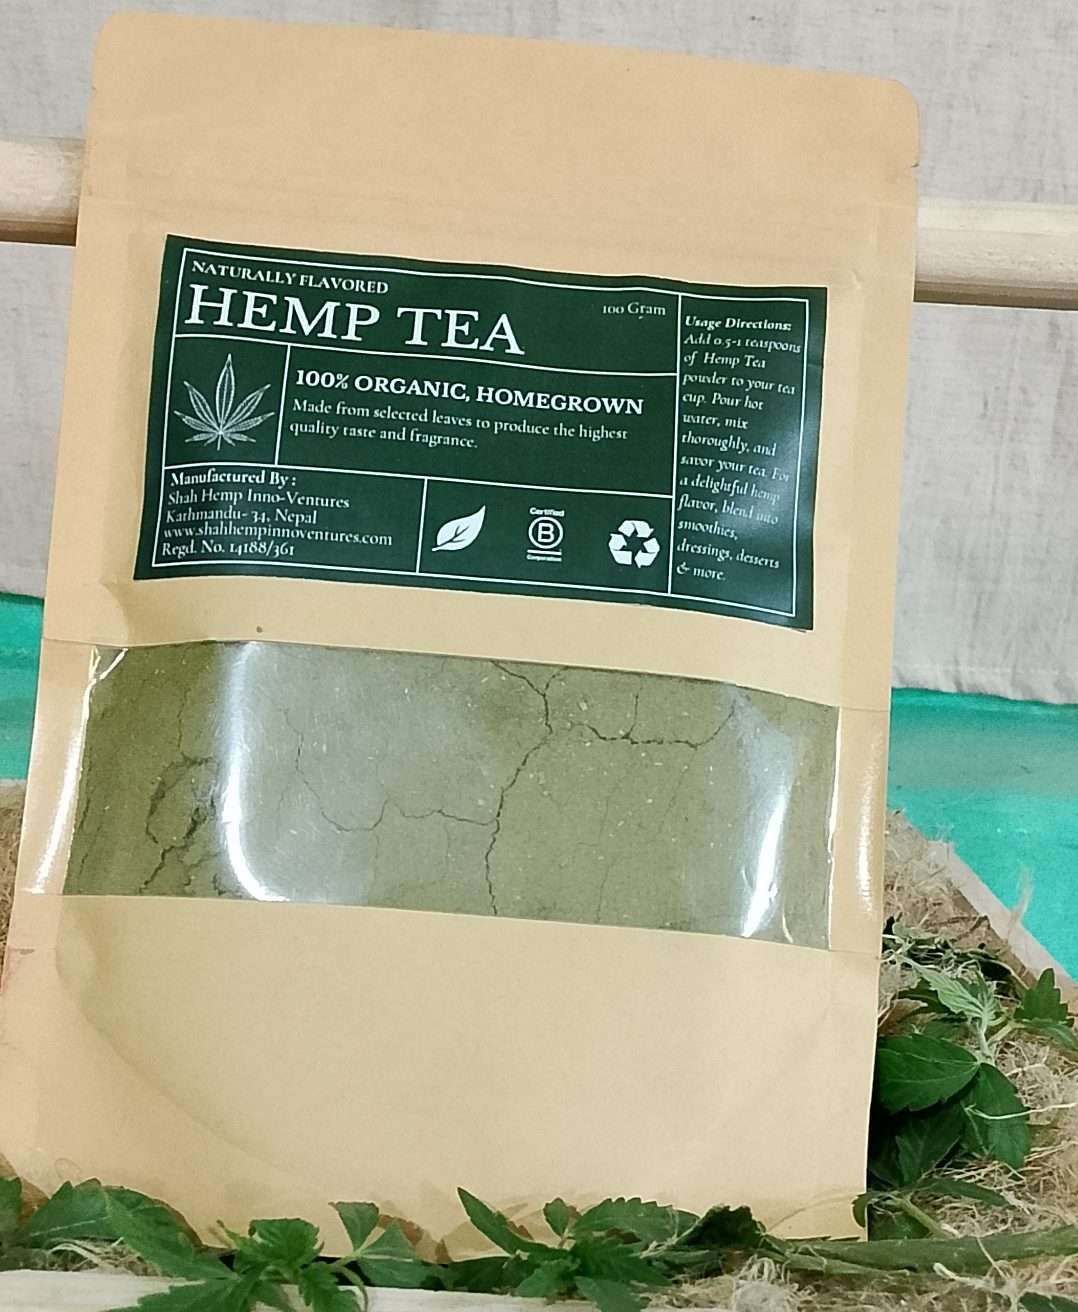 NATURALLY FLAVORED
HEMP TEA
100 Gram
100% ORGANIC, HOMEGROWN
Made from selected leaves to produce the highest
quality taste and fragrance.
Manufactured By :
Shah Hemp Inno-Ventures
Kathmandu- 34, Nepal
www.shahhempinnoventures.com
Regd. No. 14188/361
Certified
B
Corporation
Usage Directions:
Add 0.5-1 teaspoons
of Hemp Tea
powder to your tea
cup. Pour hot
water, mix
thoroughly, and
savor your tea. For
a delightful hemp
flavor, blend into
smoothies,
dressings, desserts
& more.